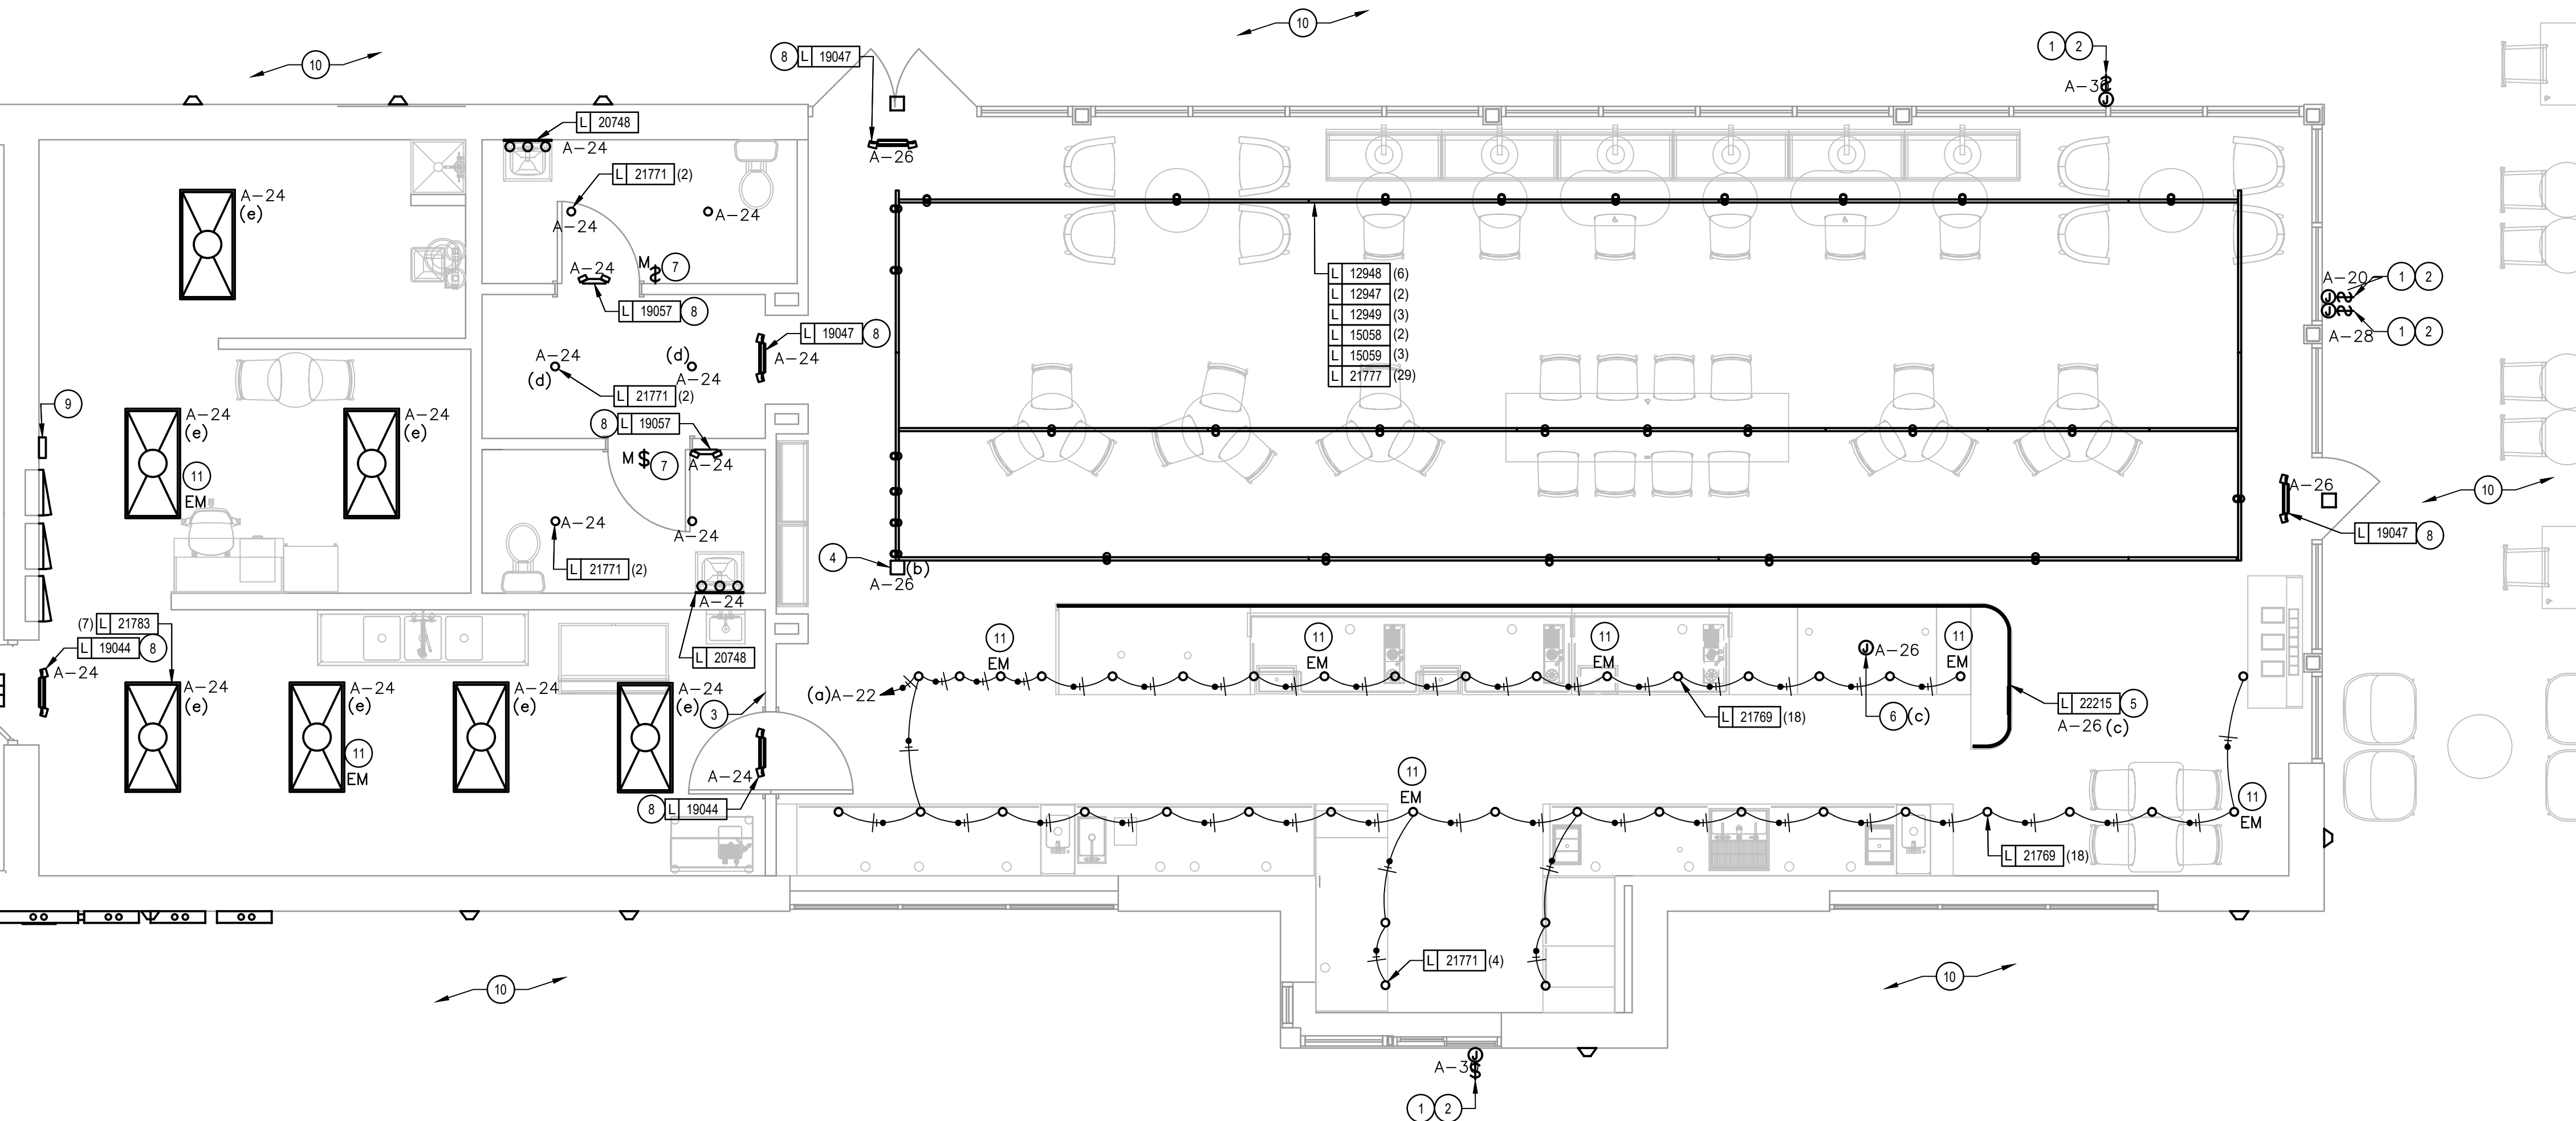 10
10
8 L 19047
1 2
A-3
A-26
L 20748
A-24
L 21771 (2)
A-24
A-24
A-24
(e)
A-24
M $ 7
L 19057 8
L 12948 (6)
L 12947 (2)
L 12949 (3)
L 15058 (2)
L 15059 (3)
L 21777 (29)
A-20
1 2
J
J
A-28
1 2
L 19047 8
A-24
A-24
(d)
(d)
A-24
L 21771 (2)
9
A-24
(e)
A-24
(e)
8 L 19057
M $ 7
A-24
11
EM
A-26
10
L 19047 8
A-24
A-24
L 21771 (2)
4
(b)
A-26
A-24
L 20748
(7) L 21783
L 19044 8
A-24
A-24
(e)
A-24
(e)
A-24
(e)
A-24
(e)
3
11
EM
A-24
8 L 19044
11
EM
11
EM
11
EM
J A-26
11
EM
(a) A-22
L 21769 (18)
6 (c)
L 22215 5
A-26 (c)
11
EM
11
EM
L 21769 (18)
L 21771 (4)
10
10
J
A-3
$
1 2